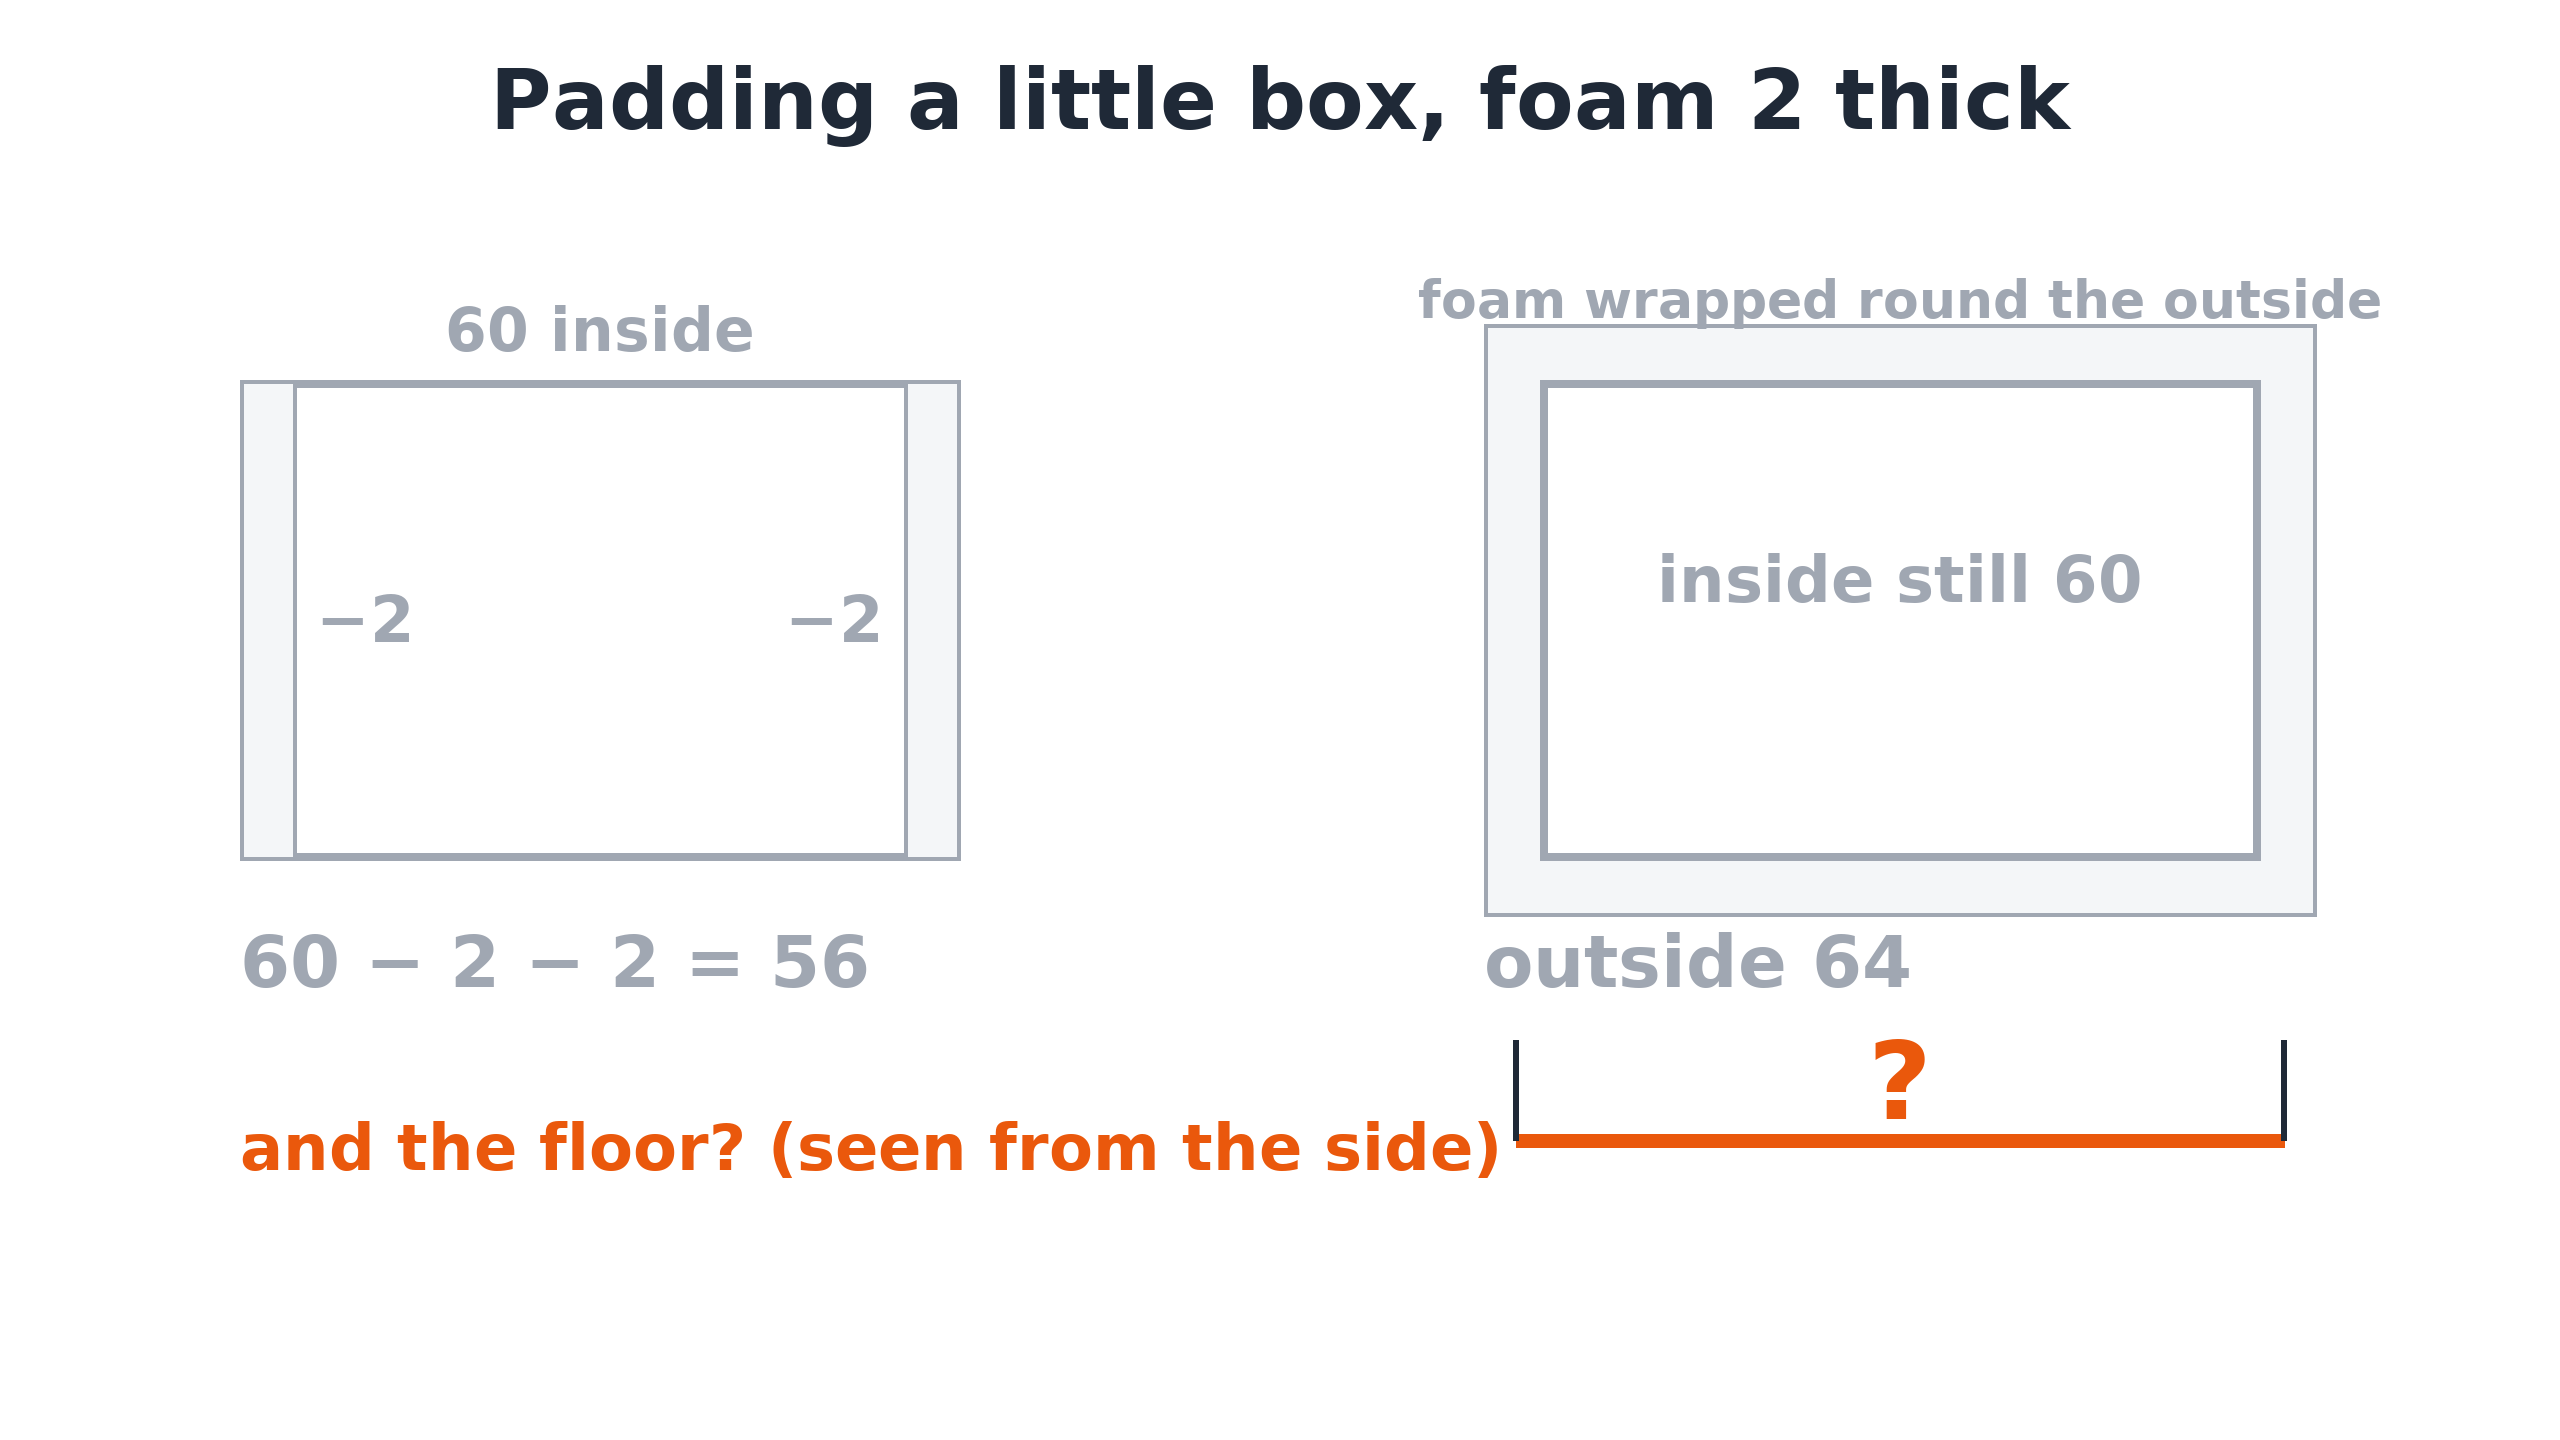 Padding a little box, foam 2 thick
60 inside
−2
−2
60 − 2 − 2 = 56
foam wrapped round the outside
inside still 60
outside 64
and the floor? (seen from the side)
?